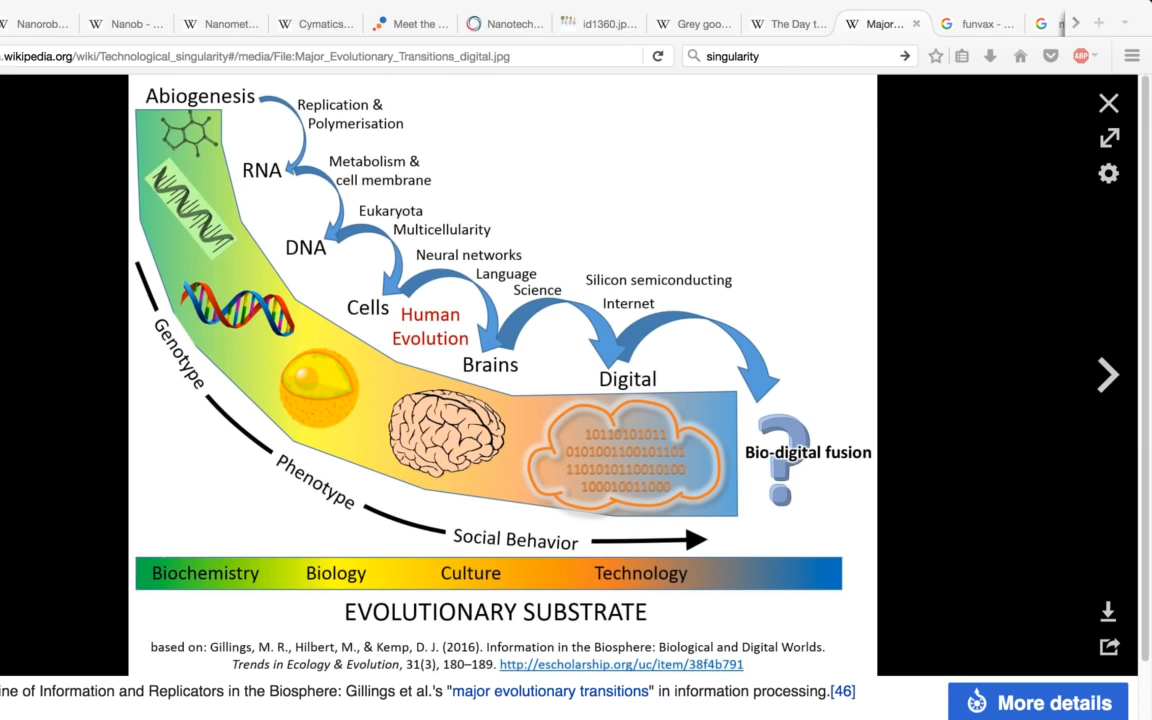 Nanorob...
Nanob - ...
Nanomet...
Cymatics...
Meet the ...
Nanotech...
id1360.jp...
Grey goo...
The Day t...
Major...
funvax - ...
.wikipedia.org/wiki/Technological_singularity#/media/File:Major_Evolutionary_Transitions_digital.jpg
singularity
ABP
Abiogenesis
Replication &
Polymerisation
RNA
Metabolism &
cell membrane
Eukaryota
Multicellularity
DNA
Neural networks
Language
Science
Silicon semiconducting
Internet
Cells
Human
Evolution
Brains
Digital
10110101011
0101001100101101
1101010110010100
100010011000
?
Bio-digital fusion
Genotype
Phenotype
Social Behavior
Biochemistry
Biology
Culture
Technology
EVOLUTIONARY SUBSTRATE
based on: Gillings, M. R., Hilbert, M., & Kemp, D. J. (2016). Information in the Biosphere: Biological and Digital Worlds.
Trends in Ecology & Evolution, 31(3), 180–189. http://escholarship.org/uc/item/38f4b791
ine of Information and Replicators in the Biosphere: Gillings et al.'s "major evolutionary transitions" in information processing.[46]
More details